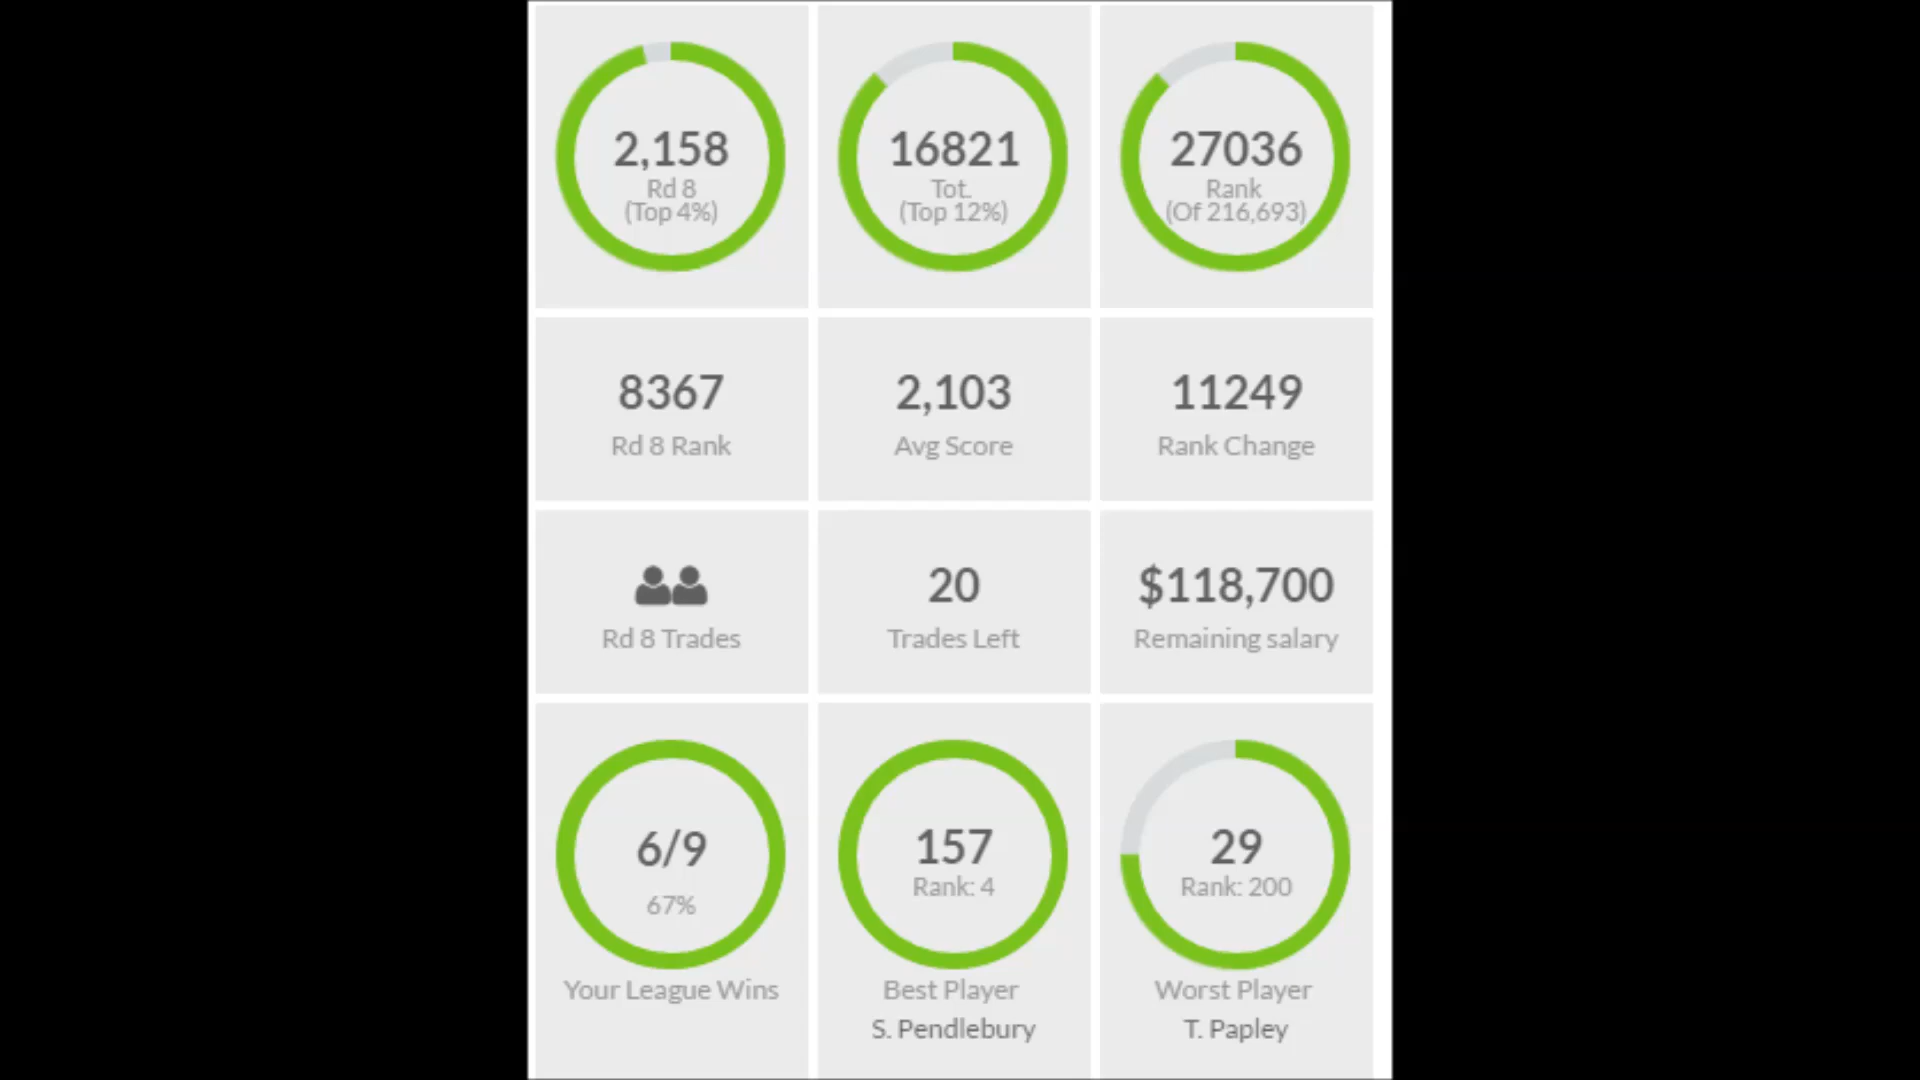 2,158
Rd 8
(Top 4%)
16821
Tot.
(Top 12%)
27036
Rank
(Of 216,693)
8367
Rd 8 Rank
2,103
Avg Score
11249
Rank Change
Rd 8 Trades
20
Trades Left
$118,700
Remaining salary
6/9
67%
Your League Wins
157
Rank: 4
Best Player
S. Pendlebury
29
Rank: 200
Worst Player
T. Papley